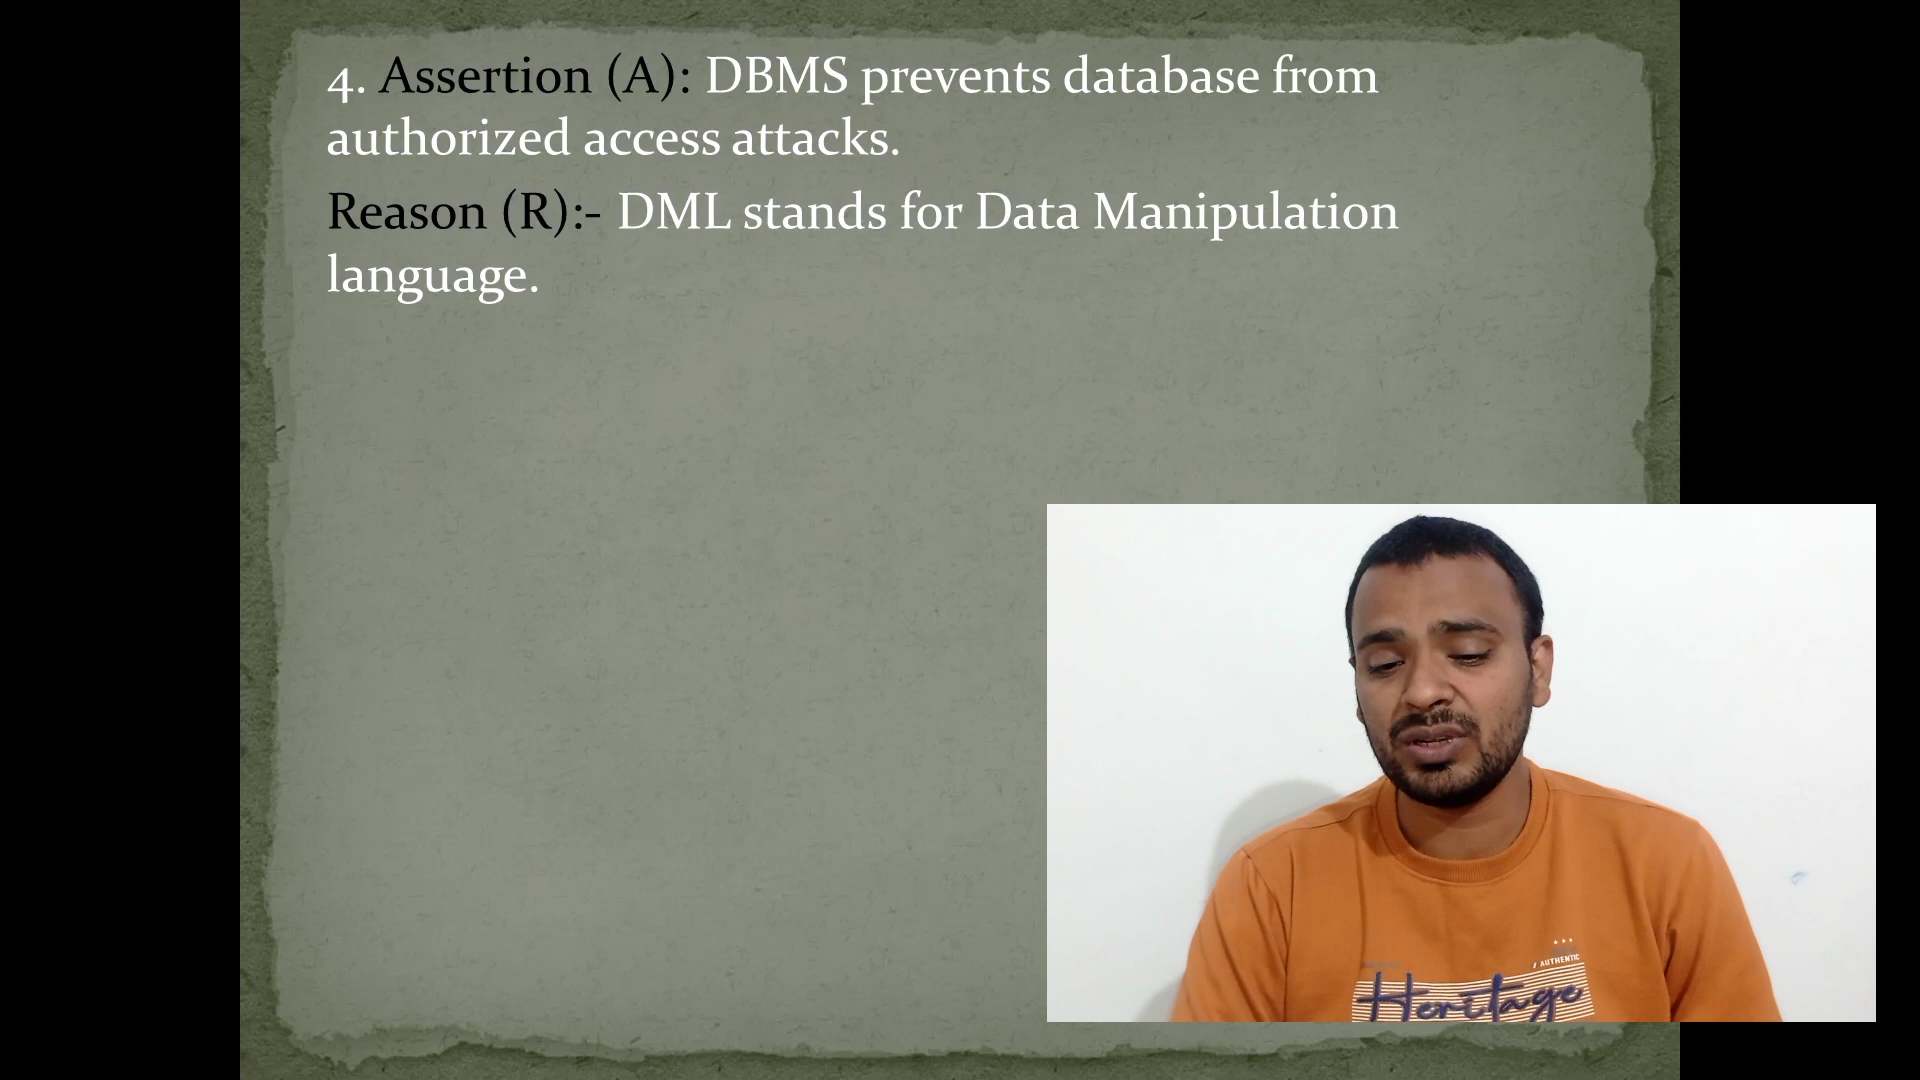 4. Assertion (A): DBMS prevents database from
authorized access attacks.
Reason (R):- DML stands for Data Manipulation
language.
// AUTHENTIC
Heritage